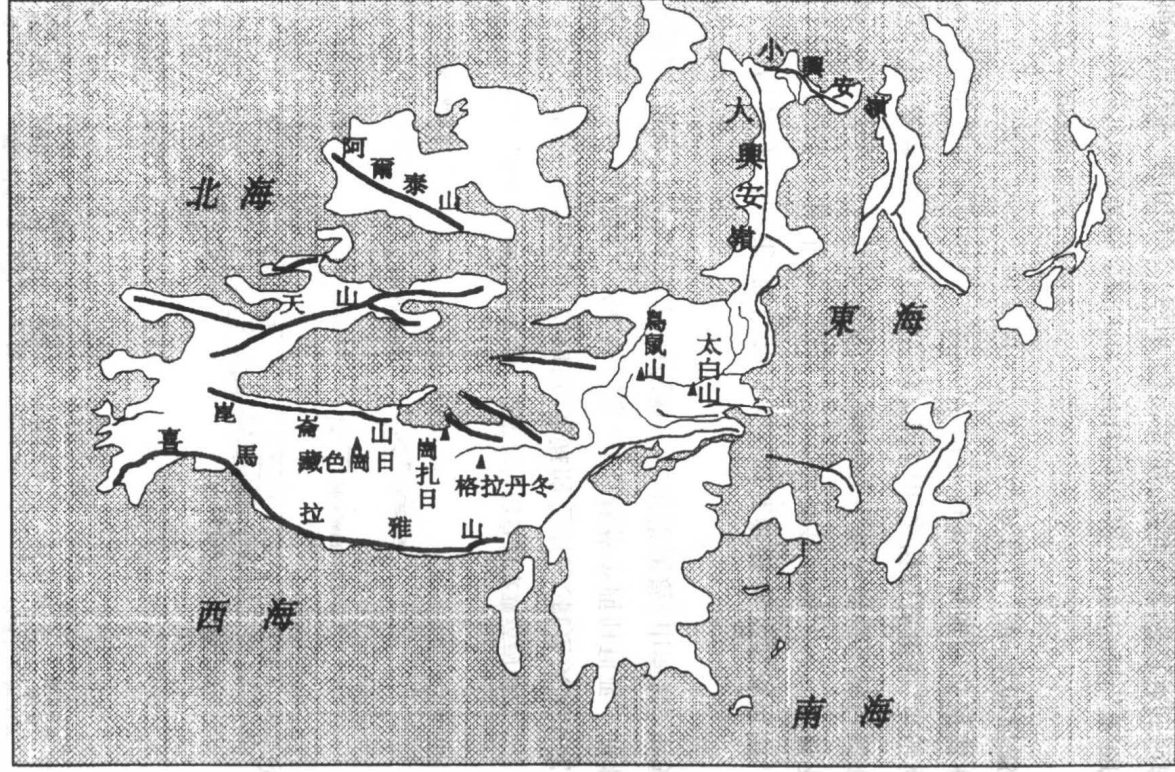 小興安嶺
大興安嶺
阿爾泰山
北海
天山
東海
鳥鼠山
太白山
崑崙山
喜馬拉雅山
藏色崗日
崗扎日
格拉丹冬
西海
南海